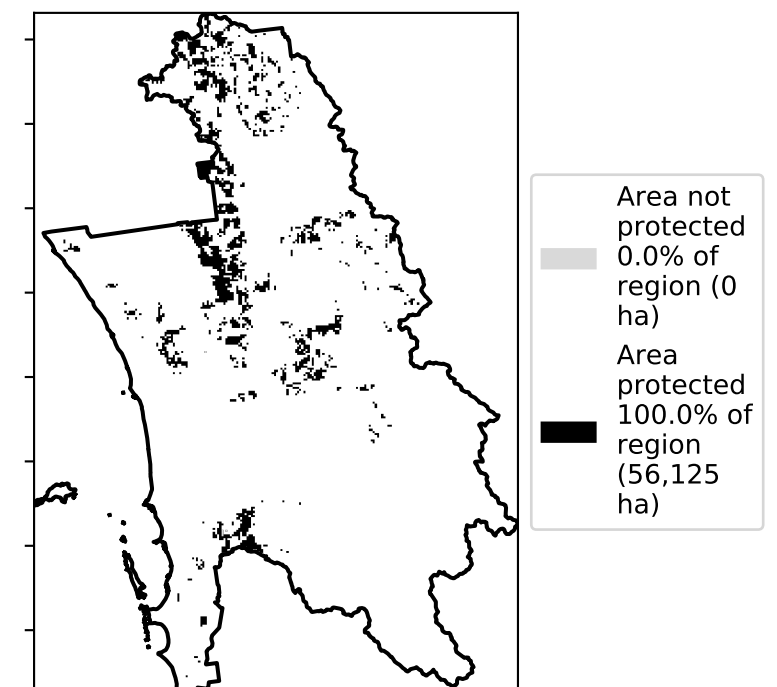 Area not
protected
0.0% of
region (0
ha)
Area
protected
100.0% of
region
(56,125
ha)